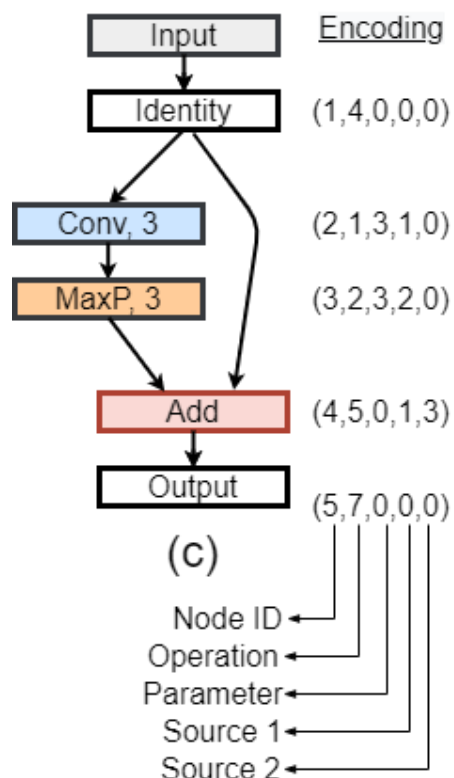 Input Encoding
Identity (1,4,0,0,0)
Conv, 3 (2,1,3,1,0)
MaxP, 3 (3,2,3,2,0)
Add (4,5,0,1,3)
Output (5,7,0,0,0)
(c)
Node ID
Operation
Parameter
Source 1
Source 2